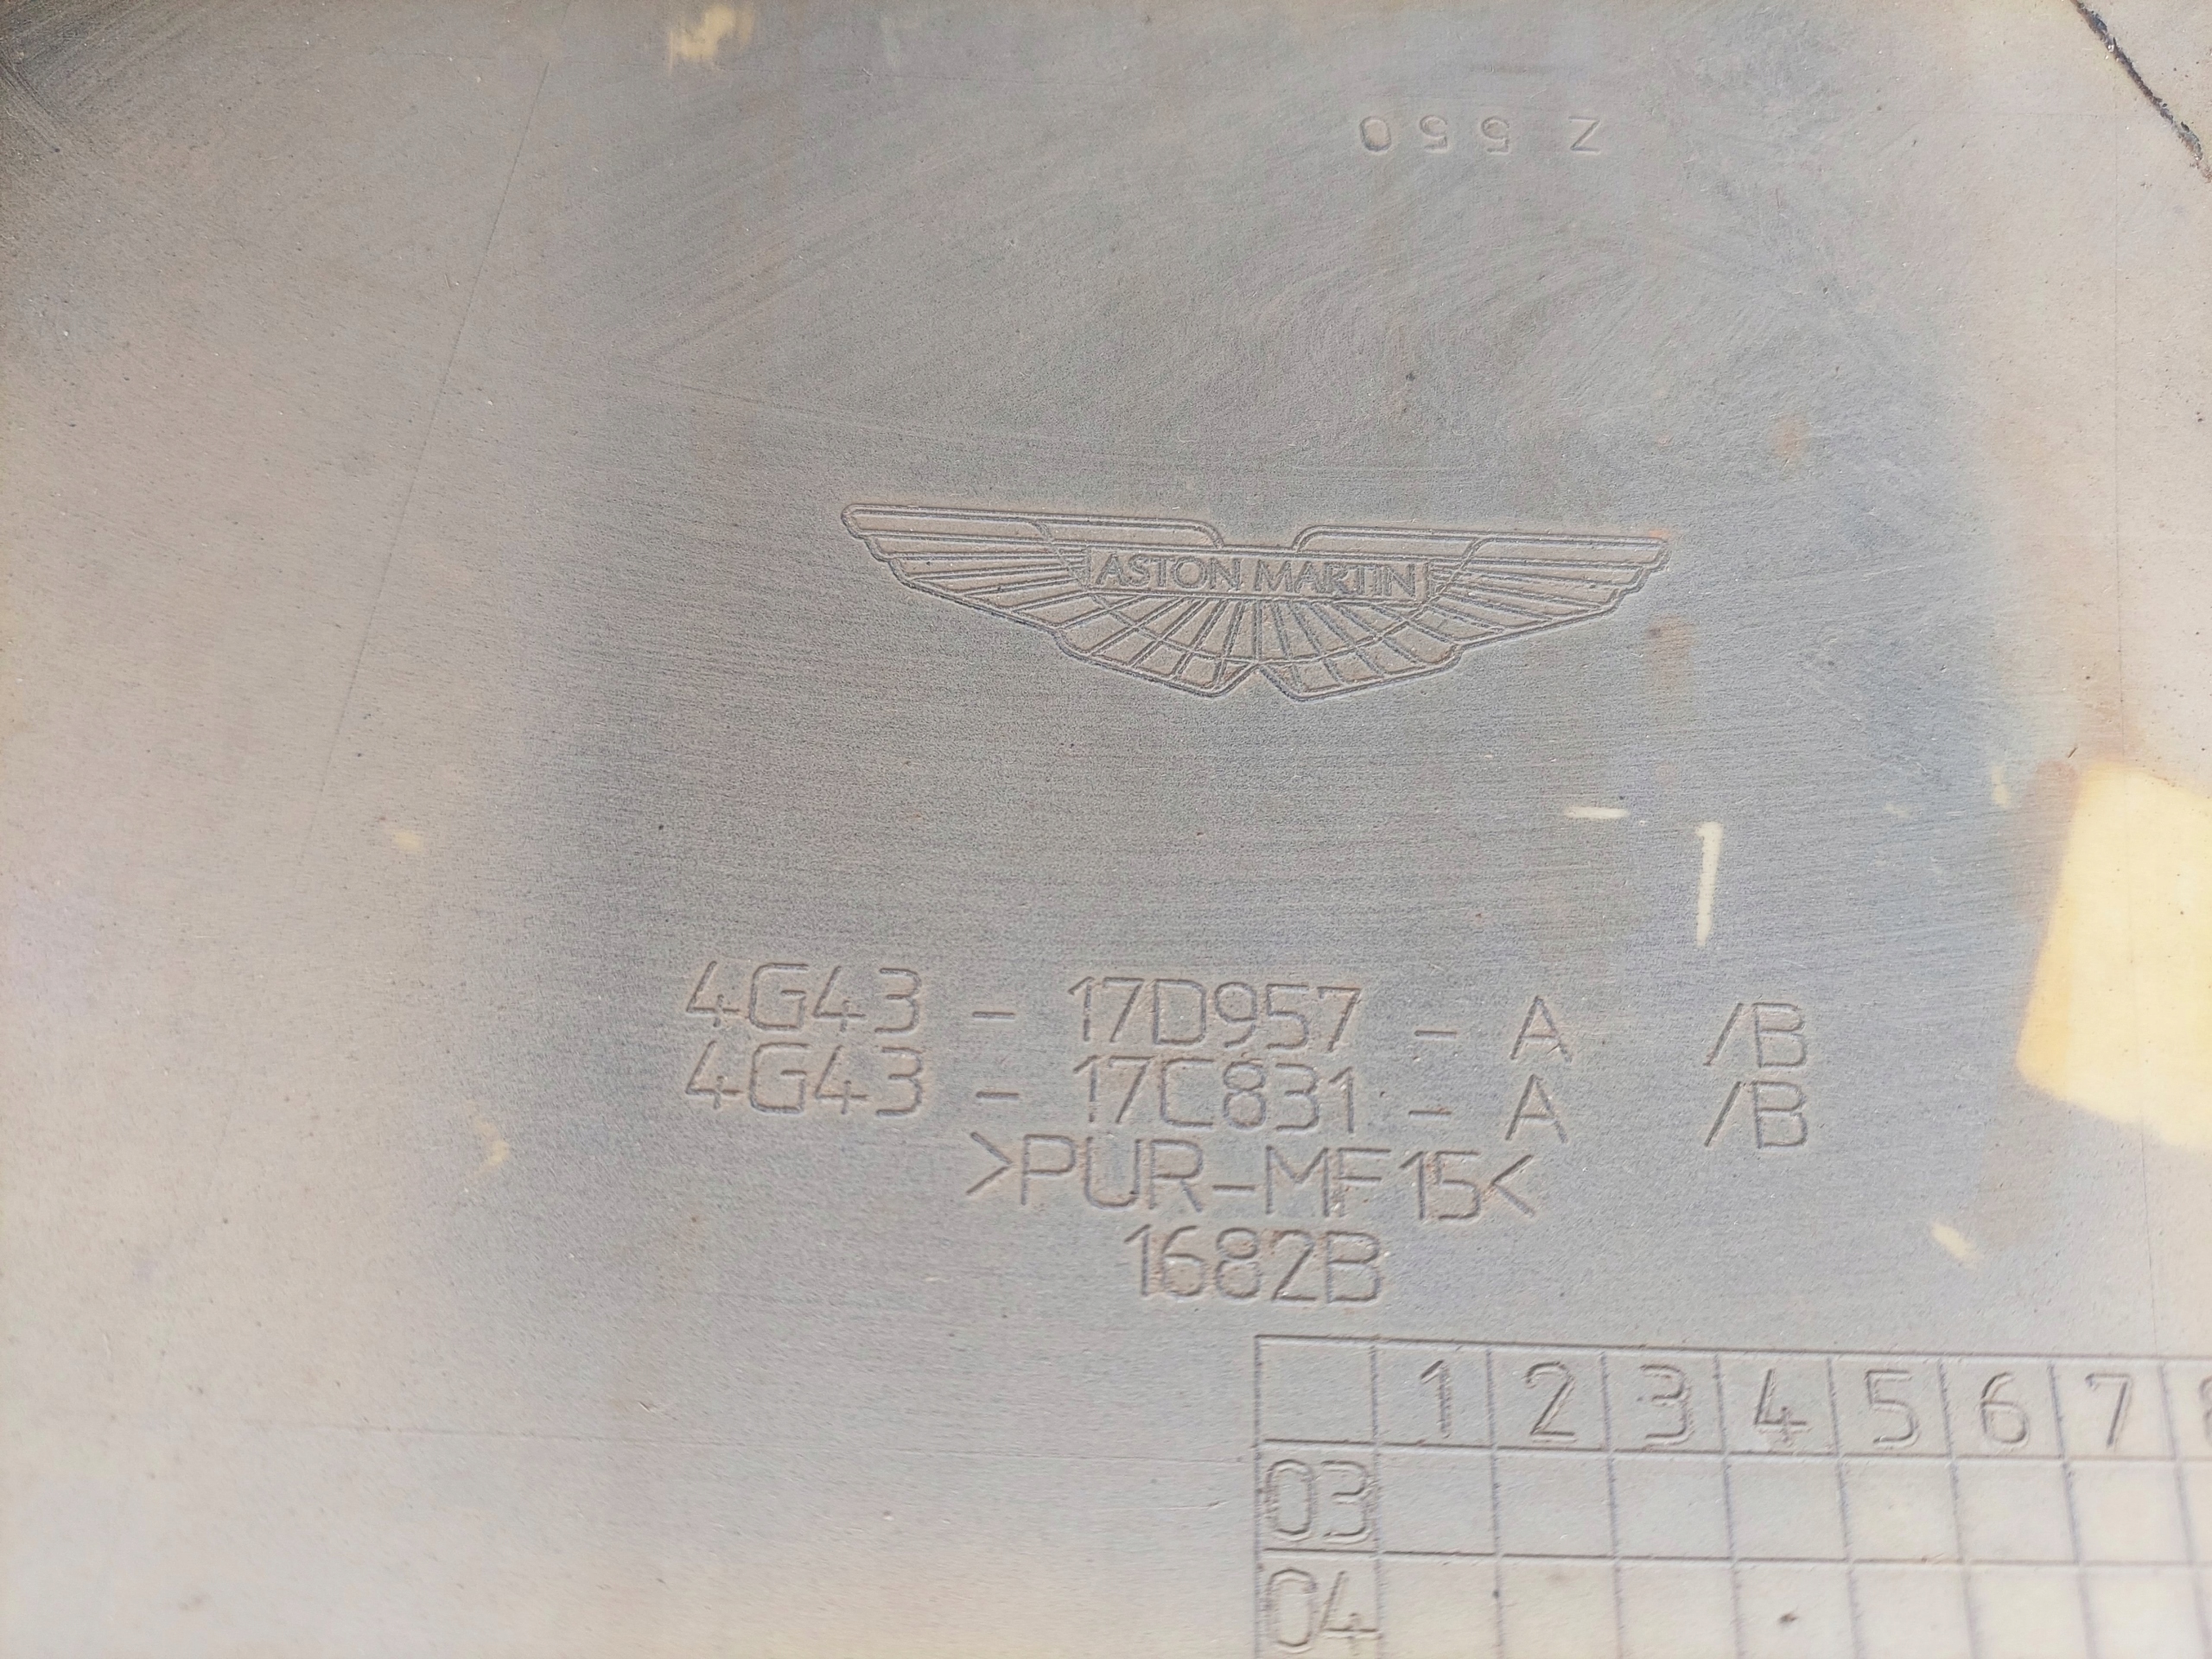 Z 550
ASTON MARTIN
4G43 - 17D957 - A /B
4G43 - 17C831 - A /B
>PUR-MF15<
1682B
1 2 3 4 5 6 7
03
04